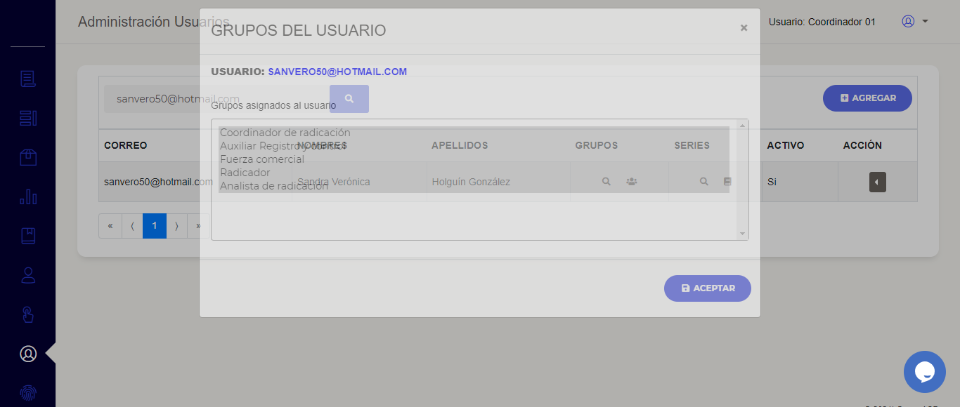 Administración Usuarios
Usuario: Coordinador 01
GRUPOS DEL USUARIO
×
USUARIO: SANVERO50@HOTMAIL.COM
sanvero50@hotmail.com
AGREGAR
Grupos asignados al usuario
Coordinador de radicación
Auxiliar Registro y control
Fuerza comercial
Radicador
Analista de radicación
CORREO NOMBRES APELLIDOS GRUPOS SERIES ACTIVO ACCIÓN
sanvero50@hotmail.com Sandra Verónica Holguín González Si
« ⟨ 1 ⟩ »
ACEPTAR